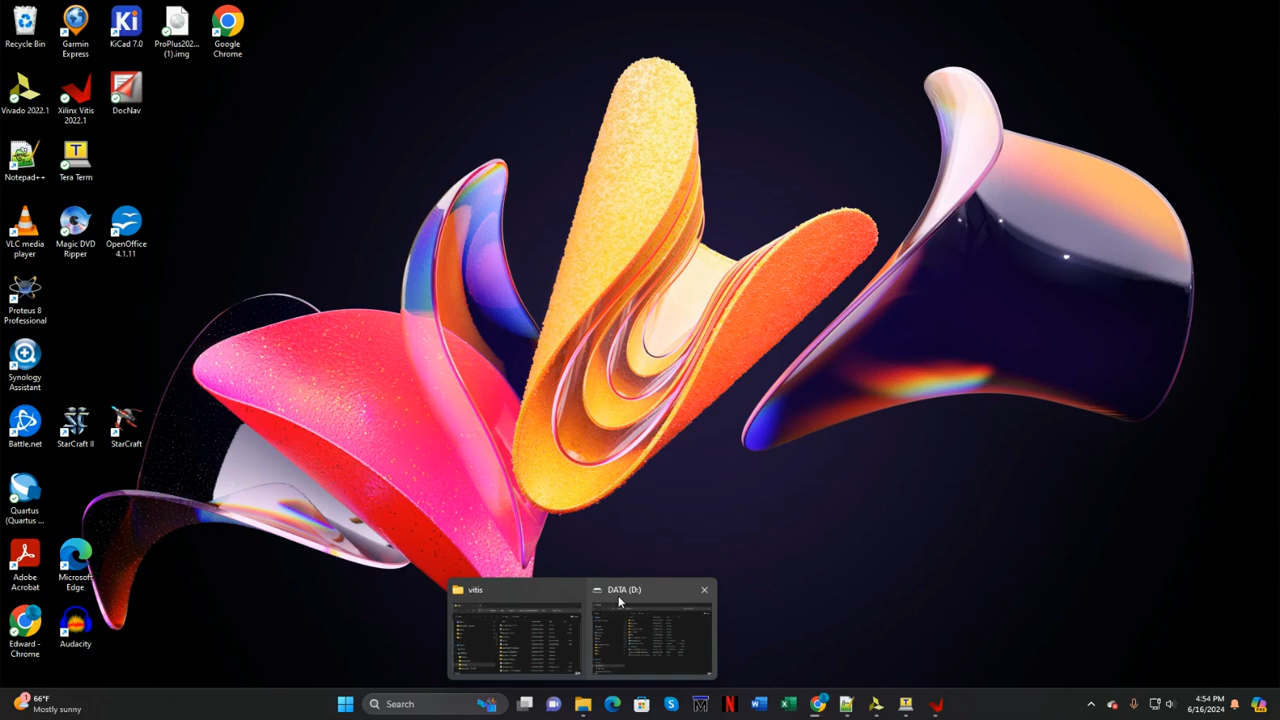 Recycle Bin
Garmin
Express
KiCad 7.0
ProPlus202...
(1).img
Google
Chrome
Vivado 2022.1
Xilinx Vitis
2022.1
DocNav
Notepad++
Tera Term
VLC media
player
Magic DVD
Ripper
OpenOffice
4.1.11
Proteus 8
Professional
Synology
Assistant
Battle.net
StarCraft II
StarCraft
Quartus
(Quartus ...
Adobe
Acrobat
Microsoft
Edge
Edward -
Chrome
Audacity
vitis
DATA (D:)
66°F
Mostly sunny
Search
4:54 PM
6/16/2024